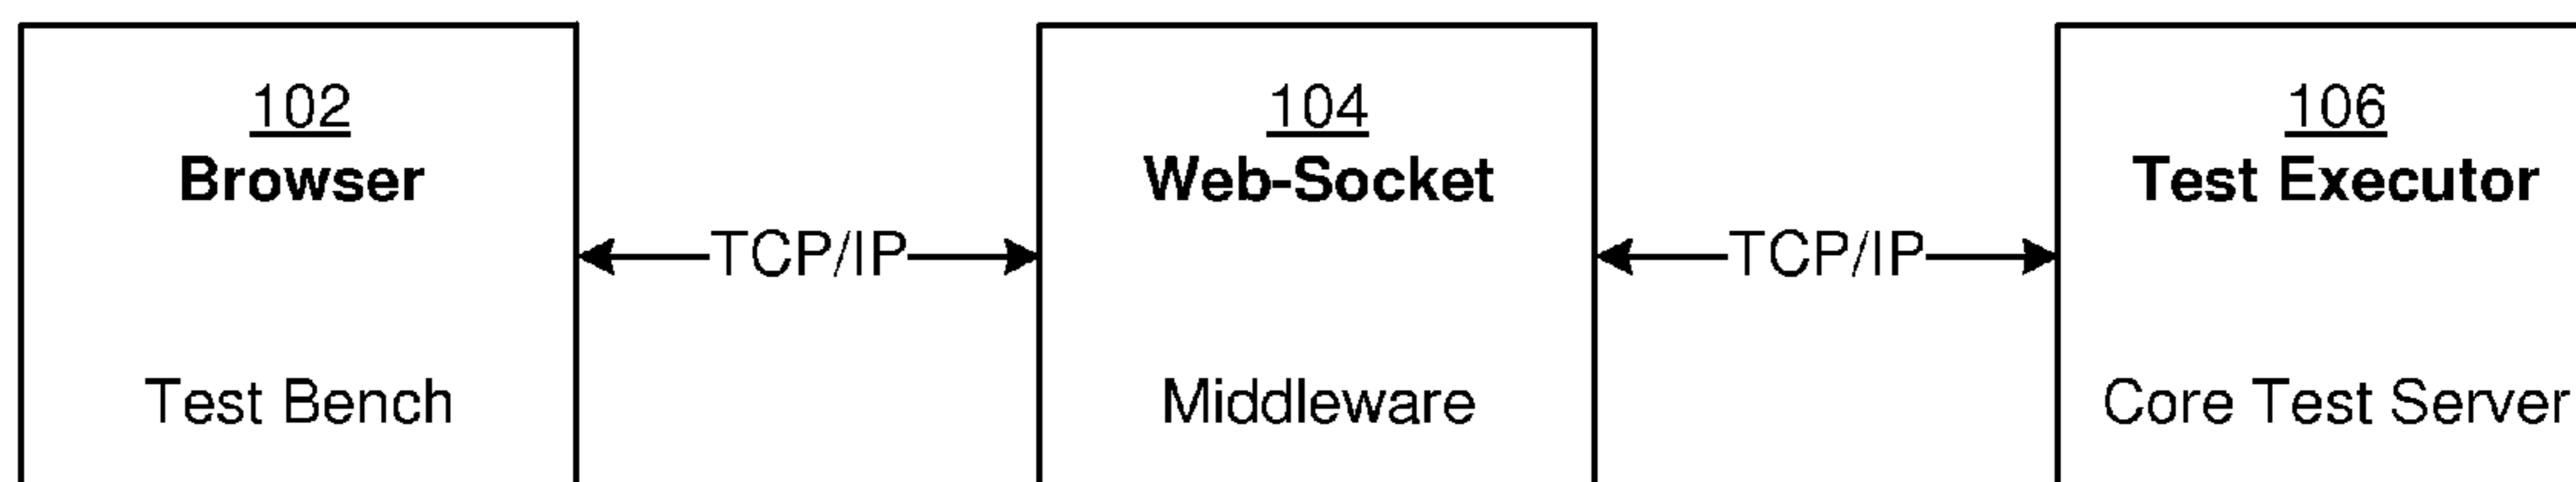 102
Browser
Test Bench
TCP/IP
104
Web-Socket
Middleware
TCP/IP
106
Test Executor
Core Test Server